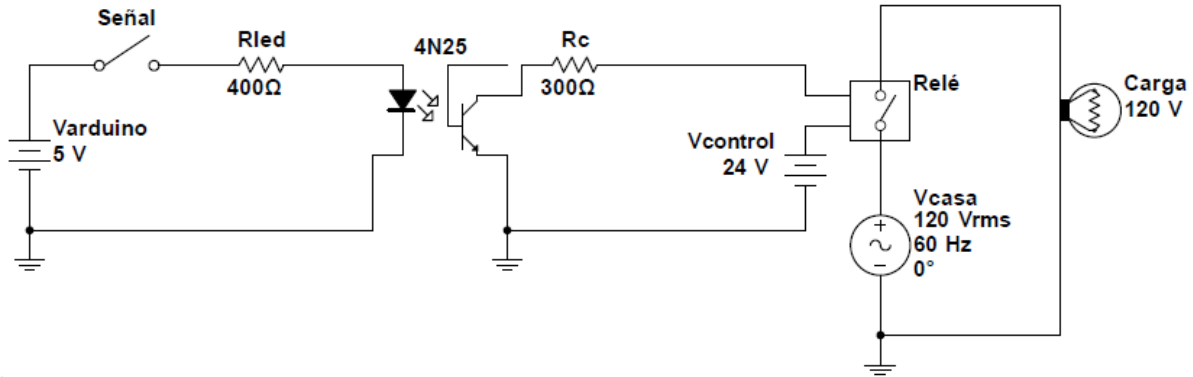 Señal
Rled
400Ω
4N25
Rc
300Ω
Relé
Carga
120 V
Varduino
5 V
Vcontrol
24 V
Vcasa
120 Vrms
60 Hz
0°